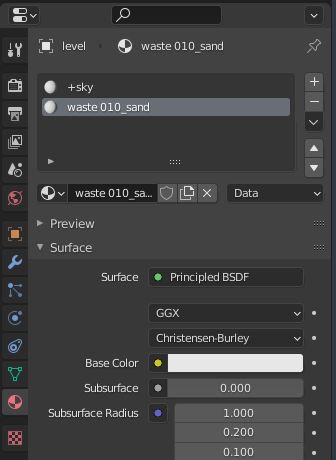 level > waste 010_sand
+sky
waste 010_sand
waste 010_sa... Data
Preview
Surface
Surface Principled BSDF
GGX
Christensen-Burley
Base Color
Subsurface 0.000
Subsurface Radius 1.000
0.200
0.100